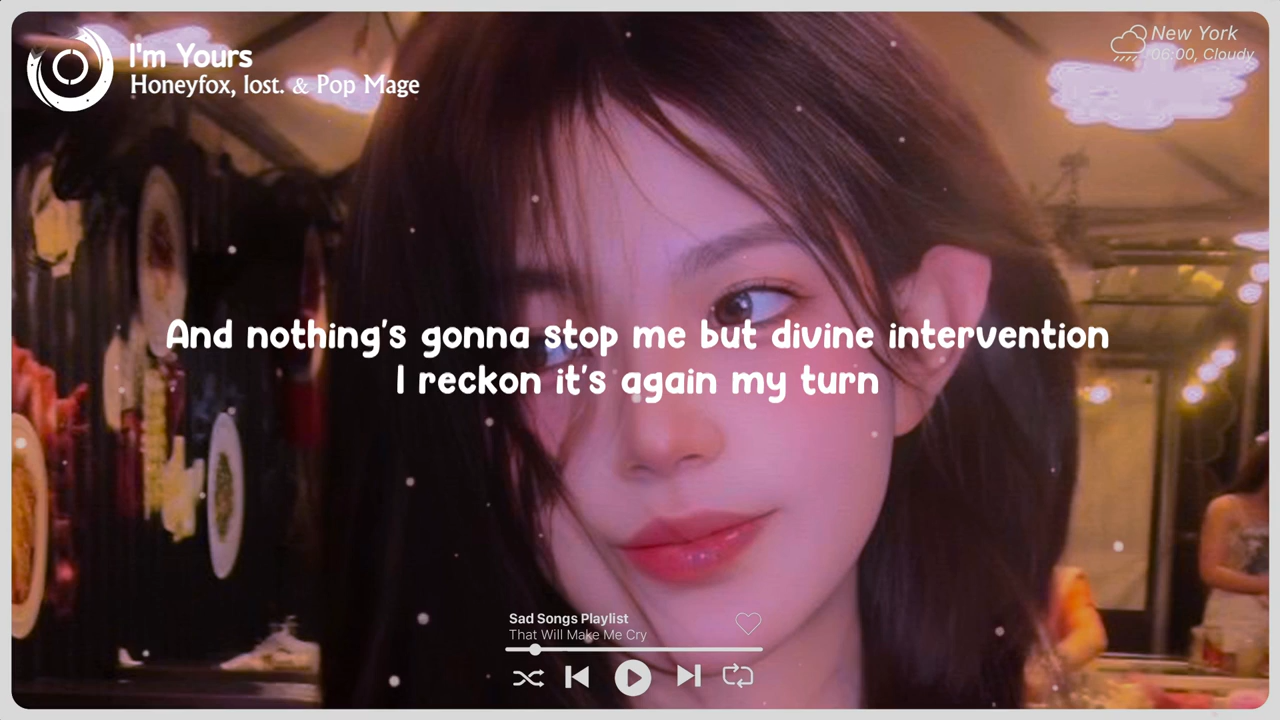 I'm Yours
Honeyfox, lost. & Pop Mage
New York
06:00, Cloudy
And nothing's gonna stop me but divine intervention
I reckon it's again my turn
Sad Songs Playlist
That Will Make Me Cry